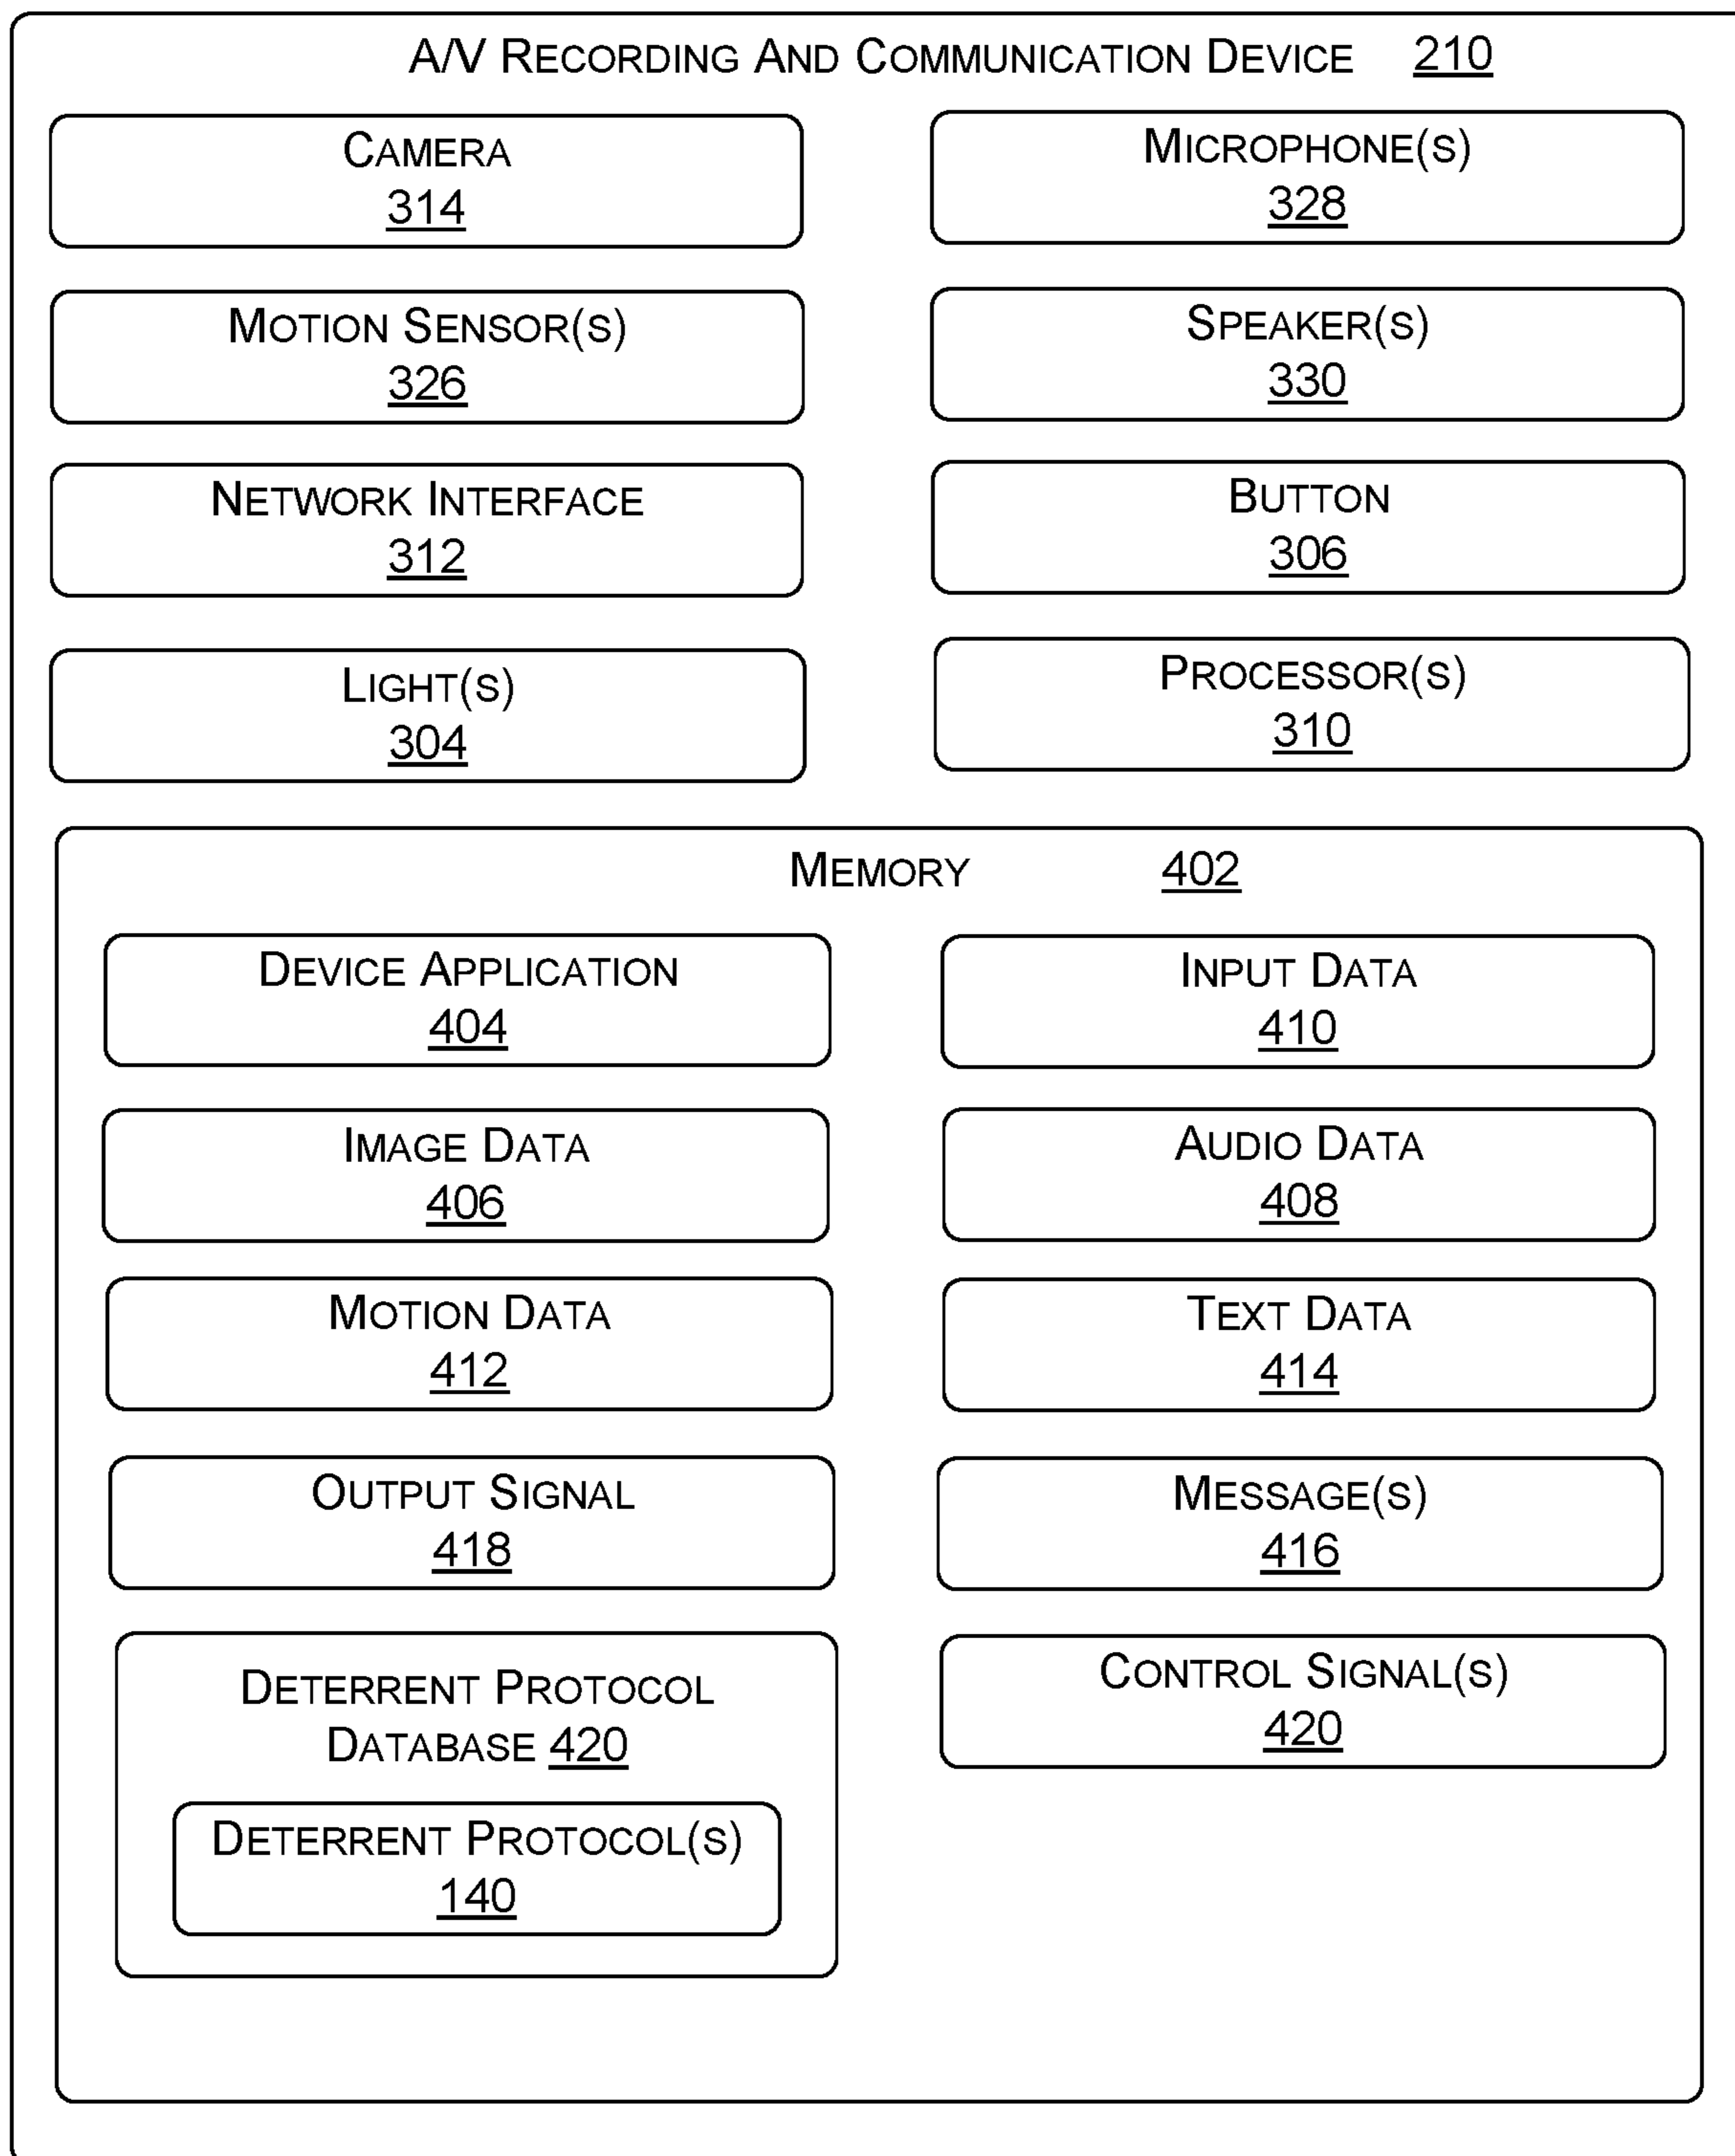 A/V Recording And Communication Device 210
Camera
314
Microphone(s)
328
Motion Sensor(s)
326
Speaker(s)
330
Network Interface
312
Button
306
Light(s)
304
Processor(s)
310
Memory 402
Device Application
404
Input Data
410
Image Data
406
Audio Data
408
Motion Data
412
Text Data
414
Output Signal
418
Message(s)
416
Deterrent Protocol
Database 420
Deterrent Protocol(s)
140
Control Signal(s)
420